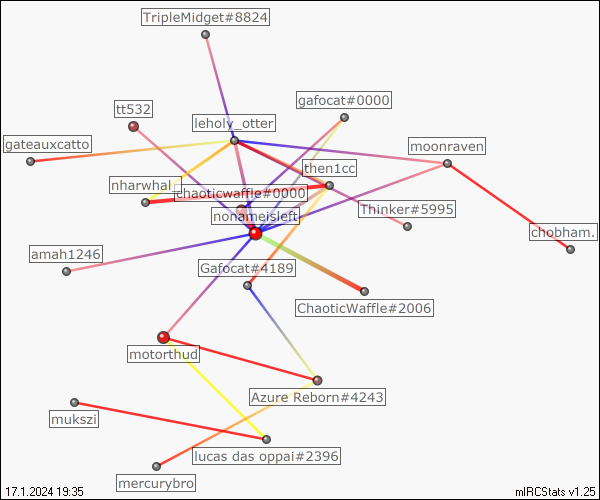 TripleMidget#8824
gafocat#0000
tt532
leholy_otter
gateauxcatto
moonraven
then1cc
nharwhal_
chaoticwaffle#0000
Thinker#5995
nonameisleft
chobham.
amah1246
Gafocat#4189
ChaoticWaffle#2006
motorthud
Azure Reborn#4243
mukszi
lucas das oppai#2396
mercurybro
17.1.2024 19:35
mIRCStats v1.25